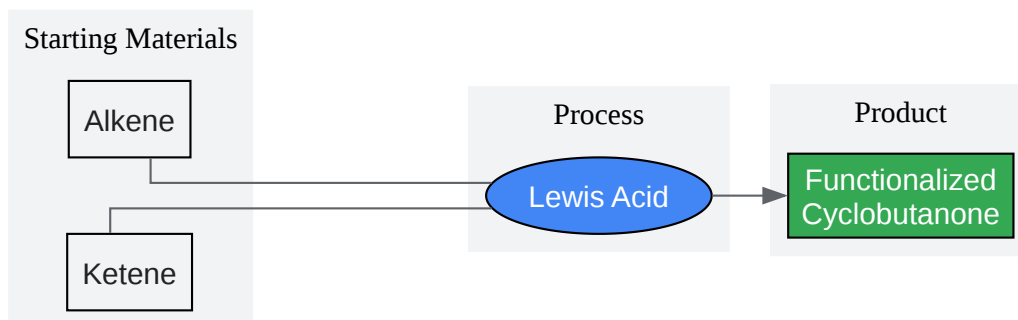 Starting Materials
Alkene
Ketene
Process
Lewis Acid
Product
Functionalized
Cyclobutanone